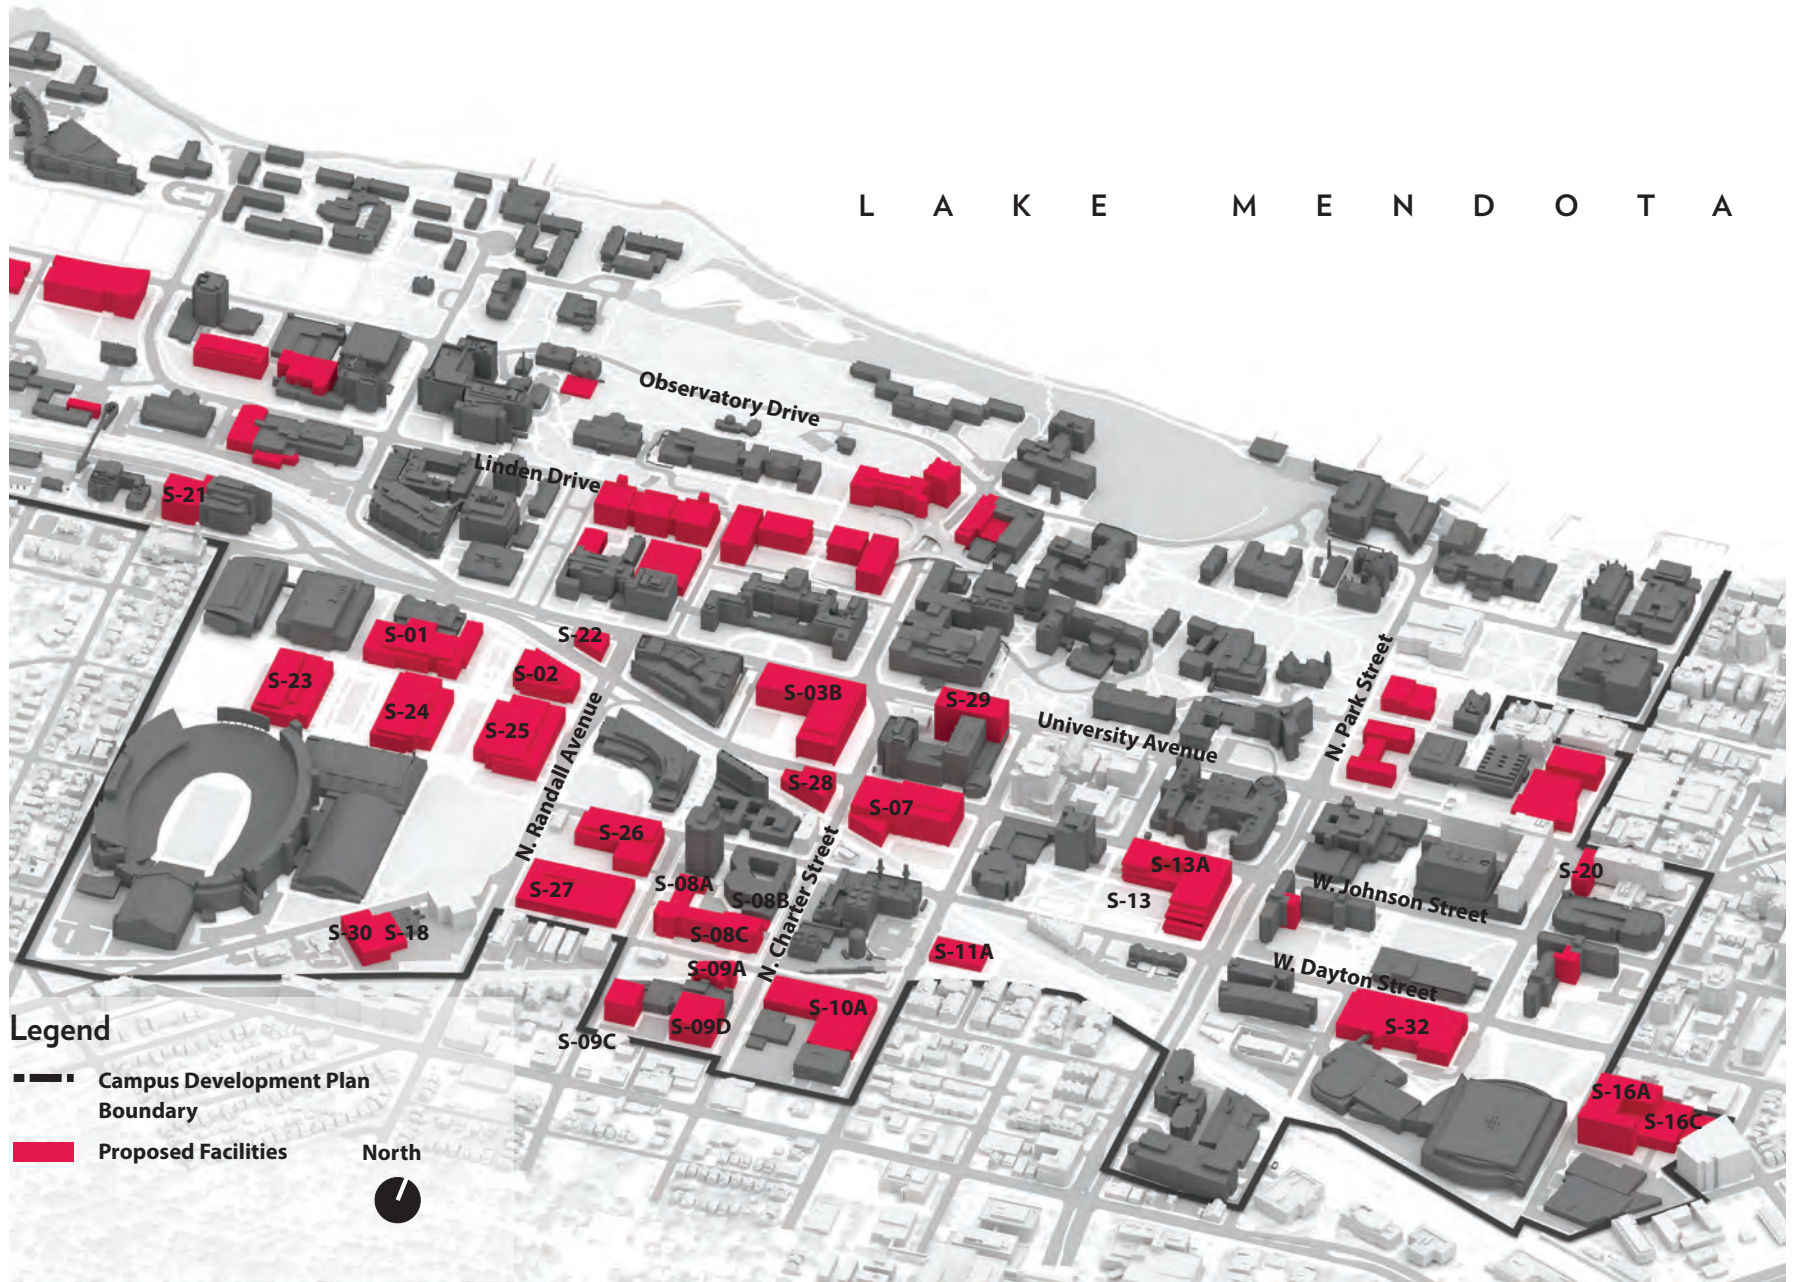 LAKE MENDOTA
Observatory Drive
Linden Drive
S-21
S-22
S-01
S-02
S-23
S-24
S-25
S-03B
S-29
N. Park Street
University Avenue
N. Randall Avenue
S-28
S-07
S-26
S-27
S-08A
S-08B
S-08C
N. Charter Street
S-13A
S-13
S-20
W. Johnson Street
S-30
S-18
S-11A
S-09A
W. Dayton Street
S-10A
S-09D
S-09C
S-32
S-16A
S-16C
Legend
Campus Development Plan
Boundary
Proposed Facilities
North